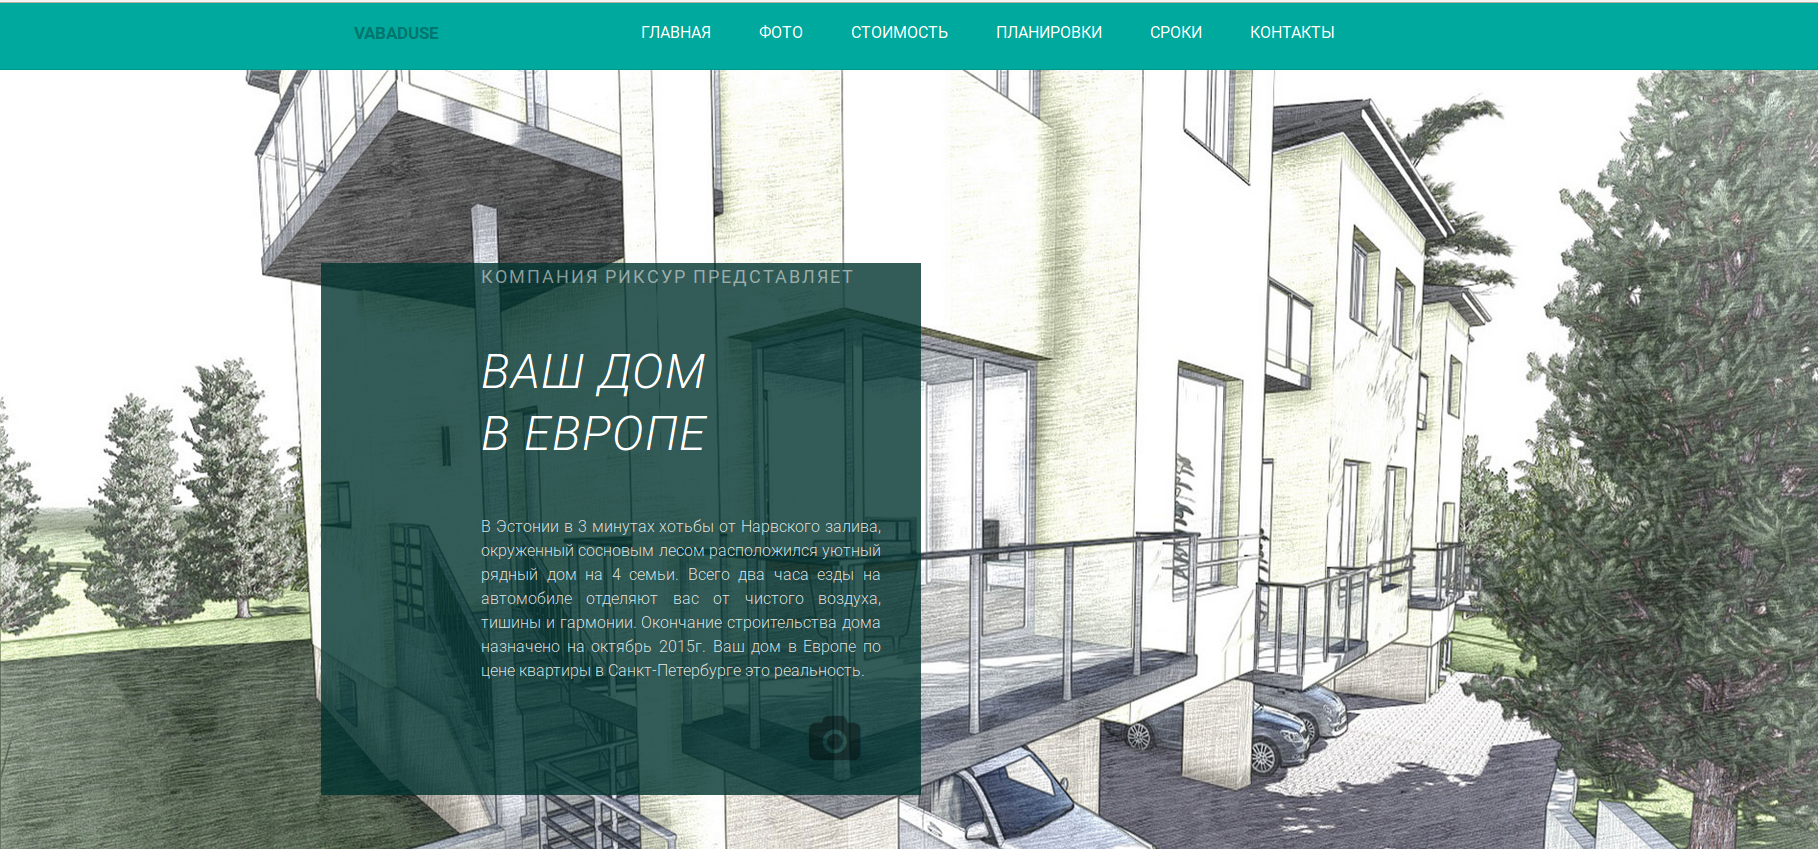 VABADUSE
ГЛАВНАЯ ФОТО СТОИМОСТЬ ПЛАНИРОВКИ СРОКИ КОНТАКТЫ
КОМПАНИЯ РИКСУР ПРЕДСТАВЛЯЕТ
ВАШ ДОМ
В ЕВРОПЕ
В Эстонии в 3 минутах хотьбы от Нарвского залива,
окруженный сосновым лесом расположился уютный
рядный дом на 4 семьи. Всего два часа езды на
автомобиле отделяют вас от чистого воздуха,
тишины и гармонии. Окончание строительства дома
назначено на октябрь 2015г. Ваш дом в Европе по
цене квартиры в Санкт-Петербурге это реальность.